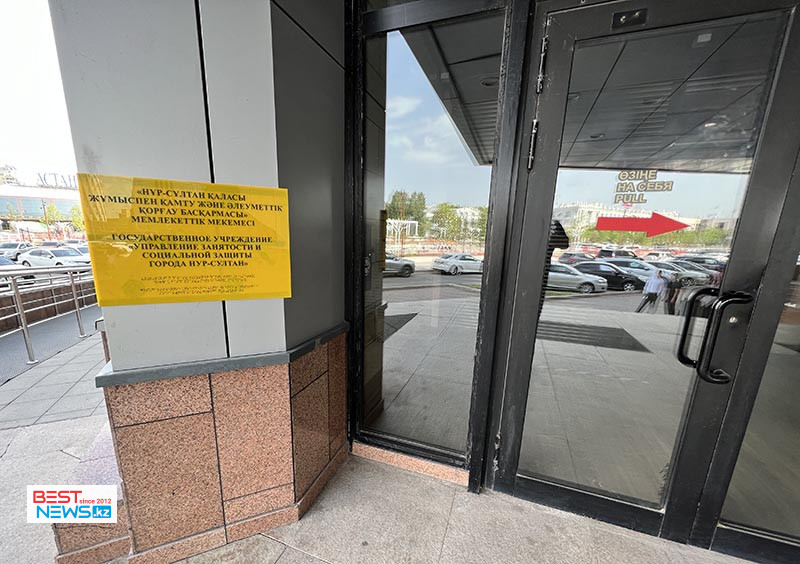 АСТАНА
«НҰР-СҰЛТАН ҚАЛАСЫ
ЖҰМЫСПЕН ҚАМТУ ЖӘНЕ ӘЛЕУМЕТТІК
ҚОРҒАУ БАСҚАРМАСЫ»
МЕМЛЕКЕТТІК МЕКЕМЕСІ
ГОСУДАРСТВЕННОЕ УЧРЕЖДЕНИЕ
«УПРАВЛЕНИЕ ЗАНЯТОСТИ И
СОЦИАЛЬНОЙ ЗАЩИТЫ
ГОРОДА НУР-СУЛТАН»
ӨЗІҢЕ
НА СЕБЯ
PULL
BEST since 2012
NEWS.kz